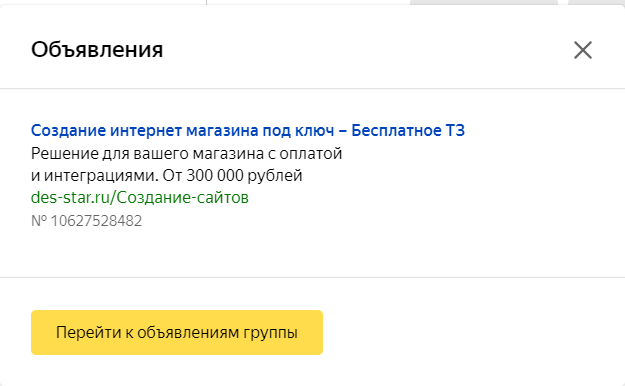 Объявления
Создание интернет магазина под ключ – Бесплатное ТЗ
Решение для вашего магазина с оплатой
и интеграциями. От 300 000 рублей
des-star.ru/Создание-сайтов
№ 10627528482
Перейти к объявлениям группы